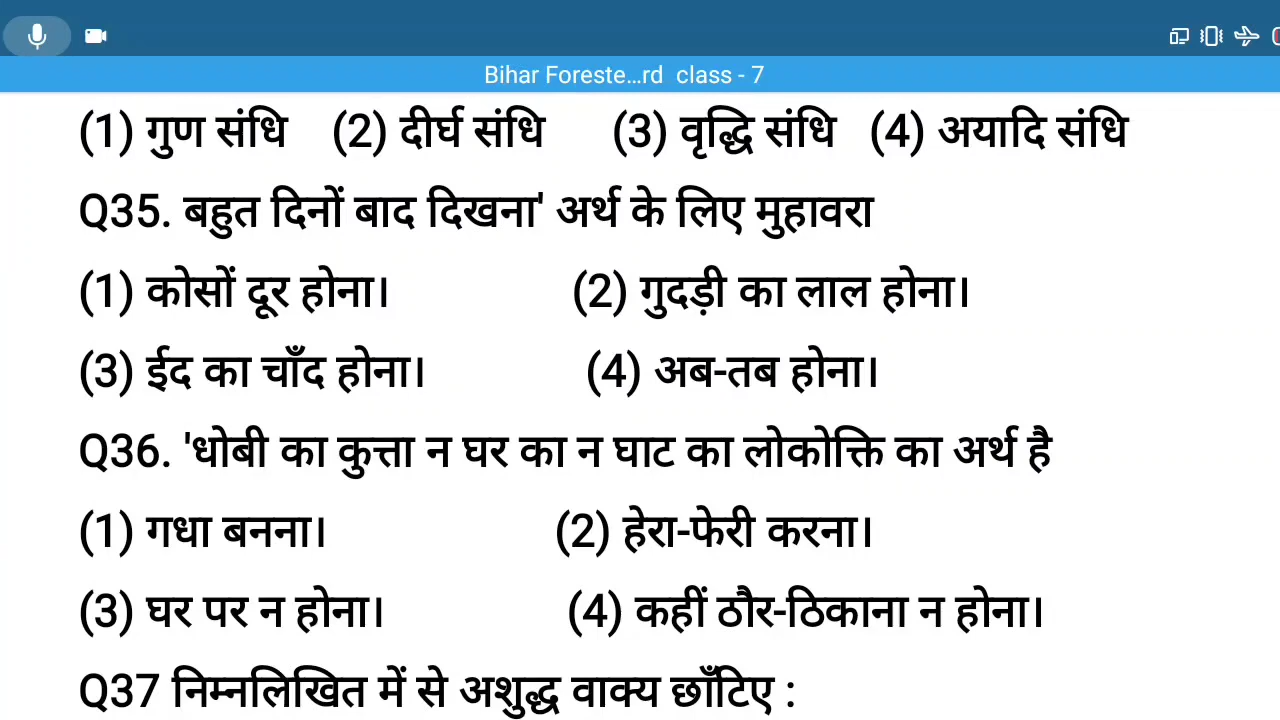 Bihar Foreste...rd class - 7
(1) गुण संधि (2) दीर्घ संधि (3) वृद्धि संधि (4) अयादि संधि
Q35. बहुत दिनों बाद दिखना' अर्थ के लिए मुहावरा
(1) कोसों दूर होना। (2) गुदड़ी का लाल होना।
(3) ईद का चाँद होना। (4) अब-तब होना।
Q36. 'धोबी का कुत्ता न घर का न घाट का लोकोक्ति का अर्थ है
(1) गधा बनना। (2) हेरा-फेरी करना।
(3) घर पर न होना। (4) कहीं ठौर-ठिकाना न होना।
Q37 निम्नलिखित में से अशुद्ध वाक्य छाँटिए :